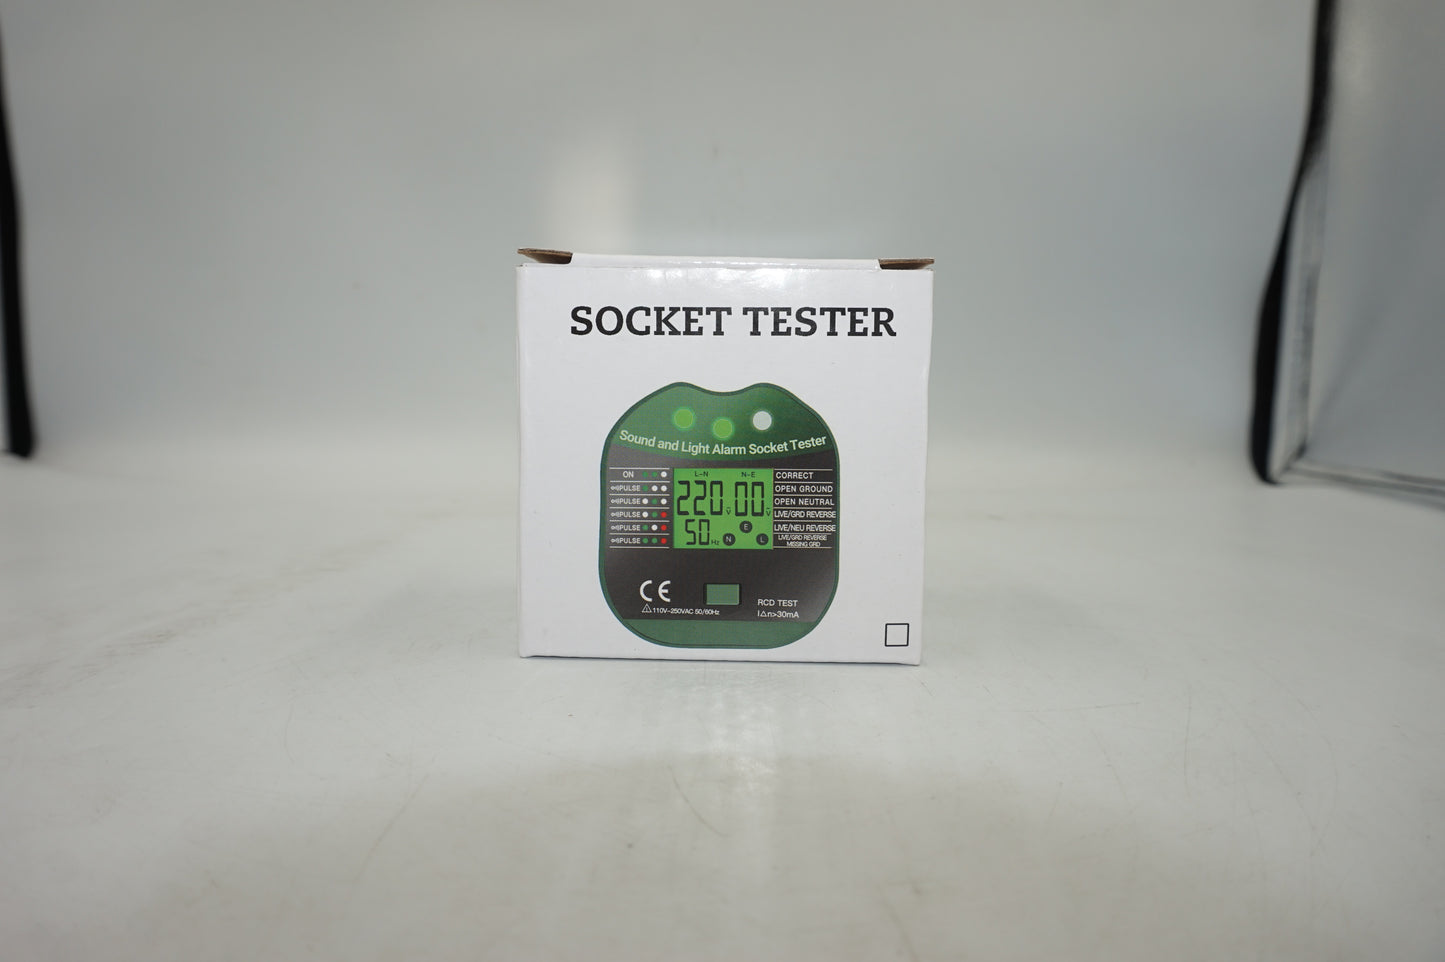 SOCKET TESTER
Sound and Light Alarm Socket Tester
ON
PULSE
PULSE
PULSE
PULSE
PULSE
L-N N-E
220 V 00 V
50 Hz
E
N L
CORRECT
OPEN GROUND
OPEN NEUTRAL
LIVE/GRD REVERSE
LIVE/NEU REVERSE
LIVE/GRD REVERSE
MISSING GRD
CE
⚠110V~250VAC 50/60Hz
RCD TEST
I△n>30mA